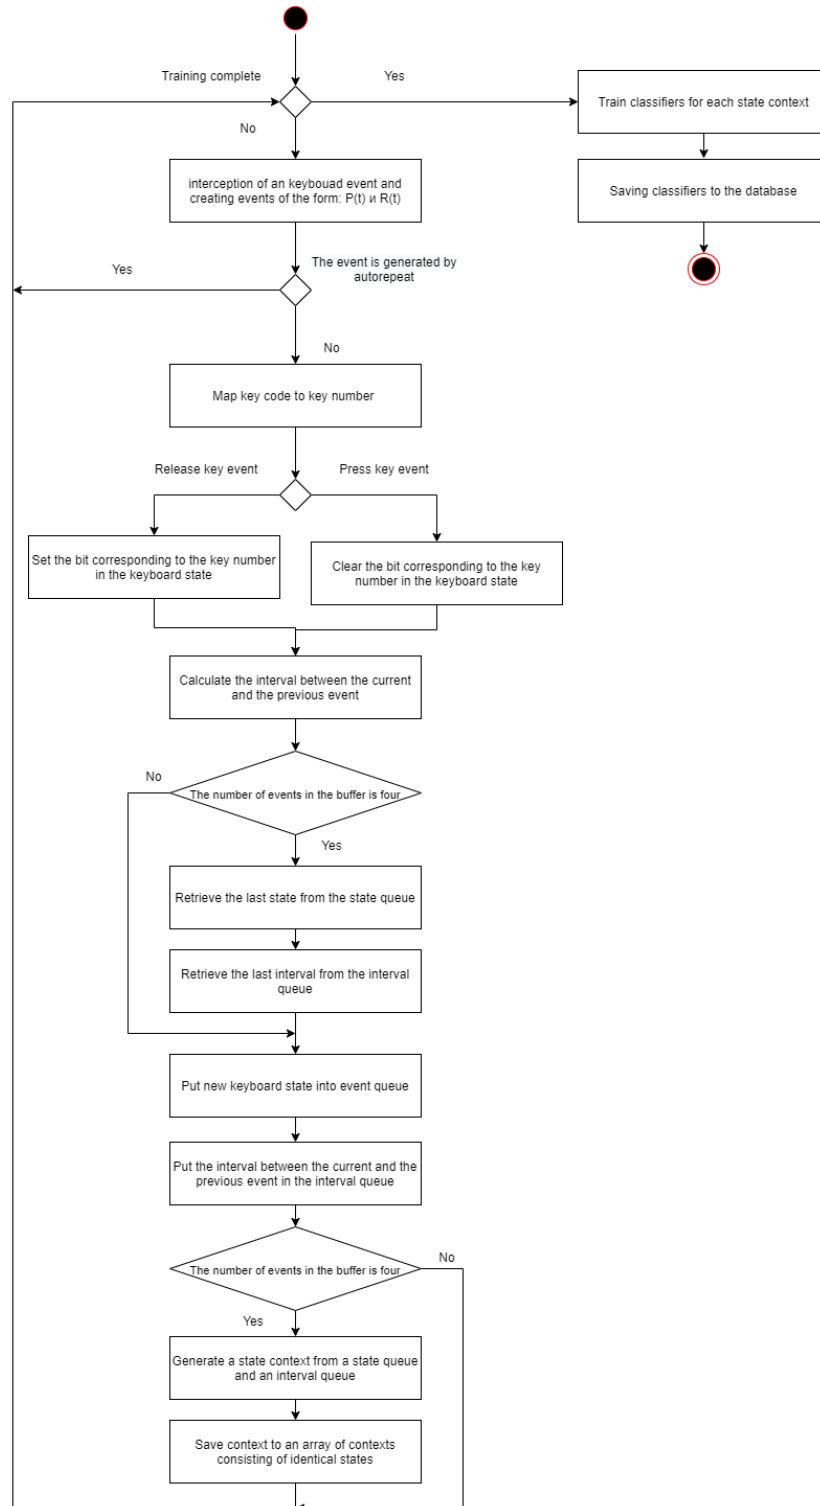 Training complete
Yes
Train classifiers for each state context
No
interception of an keybouad event and
creating events of the form: P(t) и R(t)
Saving classifiers to the database
The event is generated by
autorepeat
Yes
No
Map key code to key number
Release key event
Press key event
Set the bit corresponding to the key number
in the keyboard state
Clear the bit corresponding to the key
number in the keyboard state
Calculate the interval between the current
and the previous event
No
The number of events in the buffer is four
Yes
Retrieve the last state from the state queue
Retrieve the last interval from the interval
queue
Put new keyboard state into event queue
Put the interval between the current and the
previous event in the interval queue
No
The number of events in the buffer is four
Yes
Generate a state context from a state queue
and an interval queue
Save context to an array of contexts
consisting of identical states